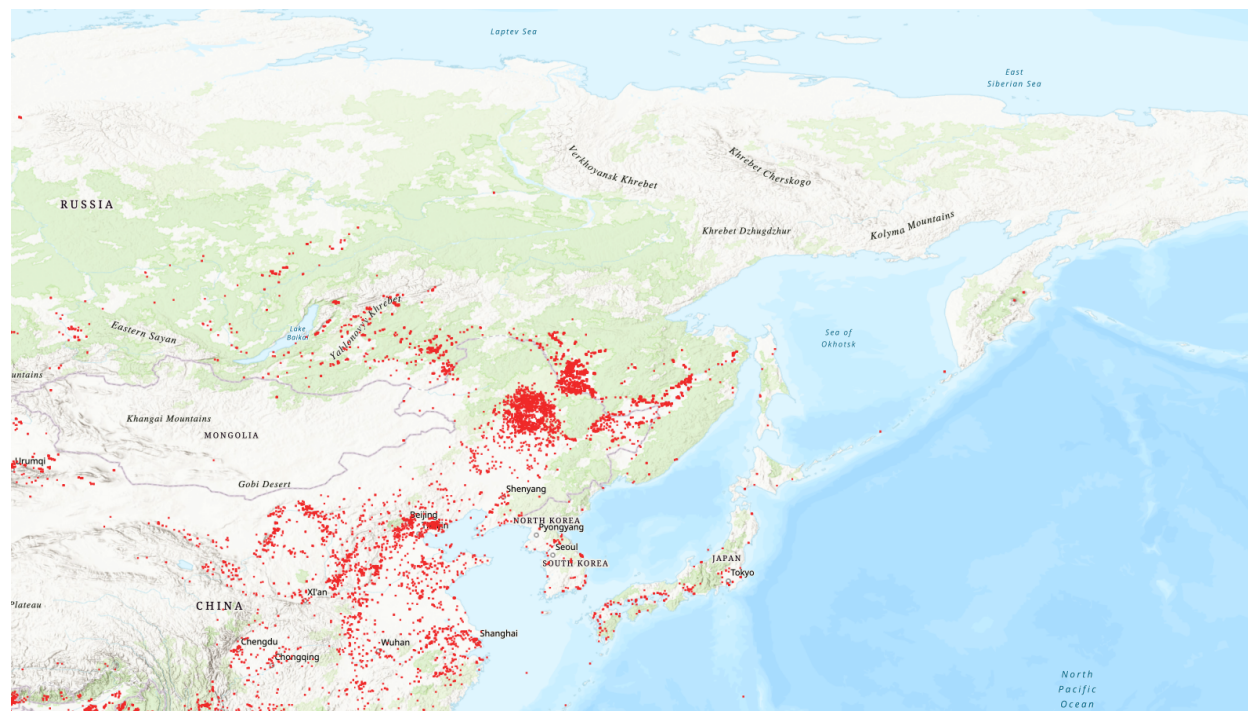 Laptev Sea
East
Siberian Sea
Verkhoyansk Khrebet
Khrebet Cherskogo
RUSSIA
Khrebet Dzhugdzhur
Kolyma Mountains
Eastern Sayan
Lake
Baikal
Yablonovyy Khrebet
Sea of
Okhotsk
ountains
Khangai Mountains
MONGOLIA
Urumqi
Gobi Desert
Shenyang
Beijing
NORTH KOREA
Pyongyang
Seoul
SOUTH KOREA
JAPAN
Tokyo
Xi'an
Plateau
CHINA
Shanghai
Chengdu
Wuhan
Chongqing
North
Pacific
Ocean